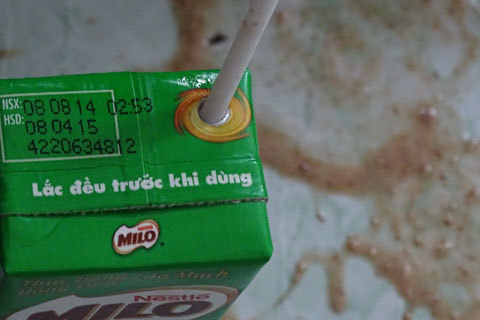 NSX: 08 08 14 02:53
HSD: 08 04 15
4220634812
Lắc đều trước khi dùng
Nestlé
MILO
Nestlé
MILO